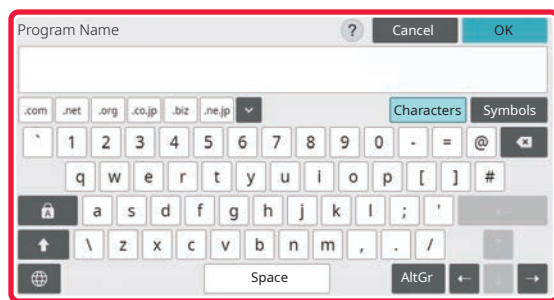 Program Name ? Cancel OK
.com .net .org .co.jp .biz .ne.jp Characters Symbols
` 1 2 3 4 5 6 7 8 9 0 - = @
q w e r t y u i o p [ ] #
A a s d f g h j k l ; '
\ z x c v b n m , . /
Space AltGr